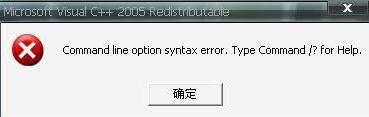 Microsoft Visual C++ 2005 Redistributable
Command line option syntax error. Type Command /? for Help.
确定